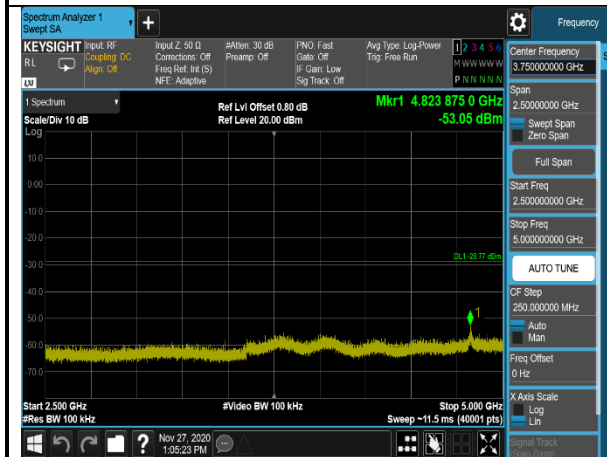 Spectrum Analyzer 1
Swept SA
+
Frequency
KEYSIGHT
RL
LXI
Input: RF
Coupling: DC
Align: Off
Input Z: 50 Ω
Corrections: Off
Freq Ref: Int (S)
NFE: Adaptive
#Atten: 30 dB
Preamp: Off
PNO: Fast
Gate: Off
IF Gain: Low
Sig Track: Off
Avg Type: Log-Power
Trig: Free Run
1 2 3 4 5 6
M W W W W W
P N N N N N
1 Spectrum
Scale/Div 10 dB
Log
Ref Lvl Offset 0.80 dB
Ref Level 20.00 dBm
Mkr1 4.823 875 0 GHz
-53.05 dBm
10.0
0.00
-10.0
-20.0
-30.0
-40.0
-50.0
-60.0
-70.0
DL1 -29.77 dBm
1
Start 2.500 GHz
#Res BW 100 kHz
#Video BW 100 kHz
Stop 5.000 GHz
Sweep ~11.5 ms (40001 pts)
Center Frequency
3.750000000 GHz
Span
2.50000000 GHz
Swept Span
Zero Span
Full Span
Start Freq
2.500000000 GHz
Stop Freq
5.000000000 GHz
AUTO TUNE
CF Step
250.000000 MHz
Auto
Man
Freq Offset
0 Hz
X Axis Scale
Log
Lin
Signal Track
(Span Zoom)
?
Nov 27, 2020
1:05:23 PM